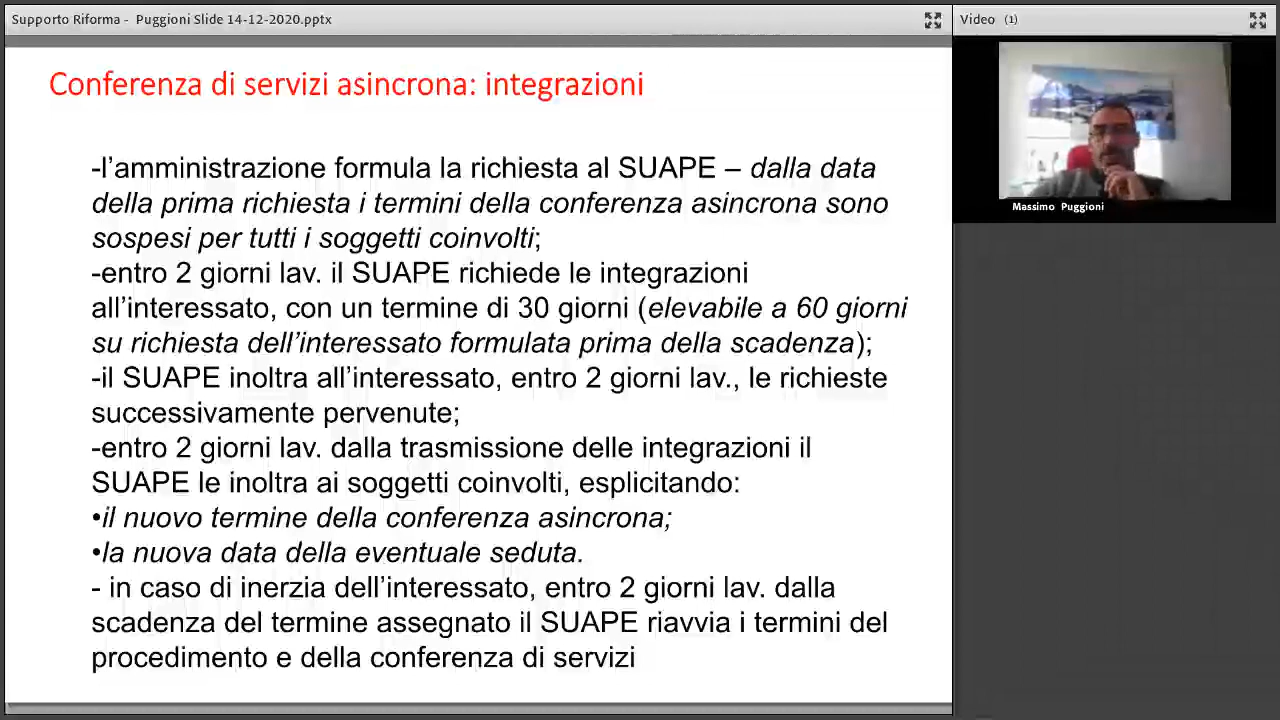 Supporto Riforma - Puggioni Slide 14-12-2020.pptx
Video (1)
Conferenza di servizi asincrona: integrazioni
-l’amministrazione formula la richiesta al SUAPE – dalla data
della prima richiesta i termini della conferenza asincrona sono
sospesi per tutti i soggetti coinvolti;
-entro 2 giorni lav. il SUAPE richiede le integrazioni
all’interessato, con un termine di 30 giorni (elevabile a 60 giorni
su richiesta dell’interessato formulata prima della scadenza);
-il SUAPE inoltra all’interessato, entro 2 giorni lav., le richieste
successivamente pervenute;
-entro 2 giorni lav. dalla trasmissione delle integrazioni il
SUAPE le inoltra ai soggetti coinvolti, esplicitando:
•il nuovo termine della conferenza asincrona;
•la nuova data della eventuale seduta.
- in caso di inerzia dell’interessato, entro 2 giorni lav. dalla
scadenza del termine assegnato il SUAPE riavvia i termini del
procedimento e della conferenza di servizi
Massimo Puggioni